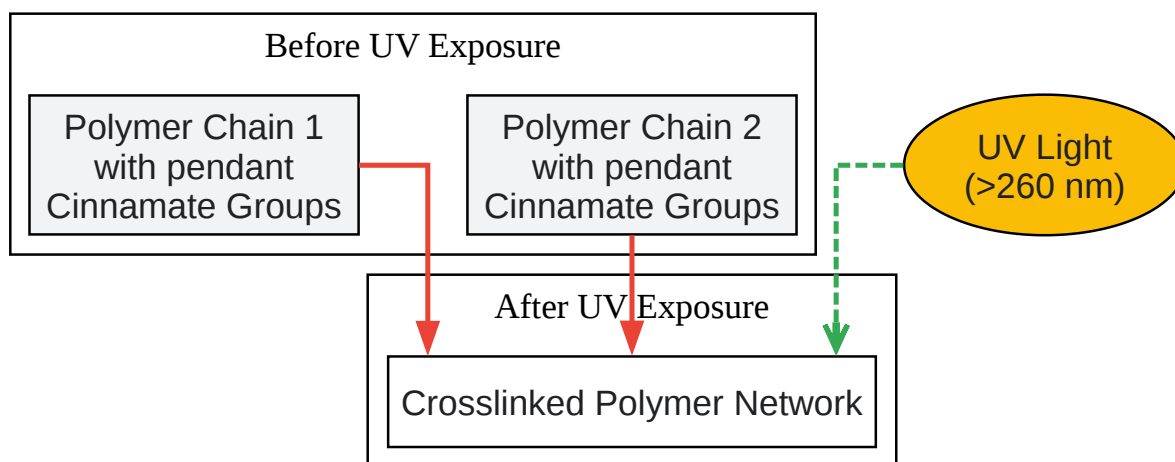 Before UV Exposure
Polymer Chain 1
with pendant
Cinnamate Groups
Polymer Chain 2
with pendant
Cinnamate Groups
UV Light
(>260 nm)
After UV Exposure
Crosslinked Polymer Network